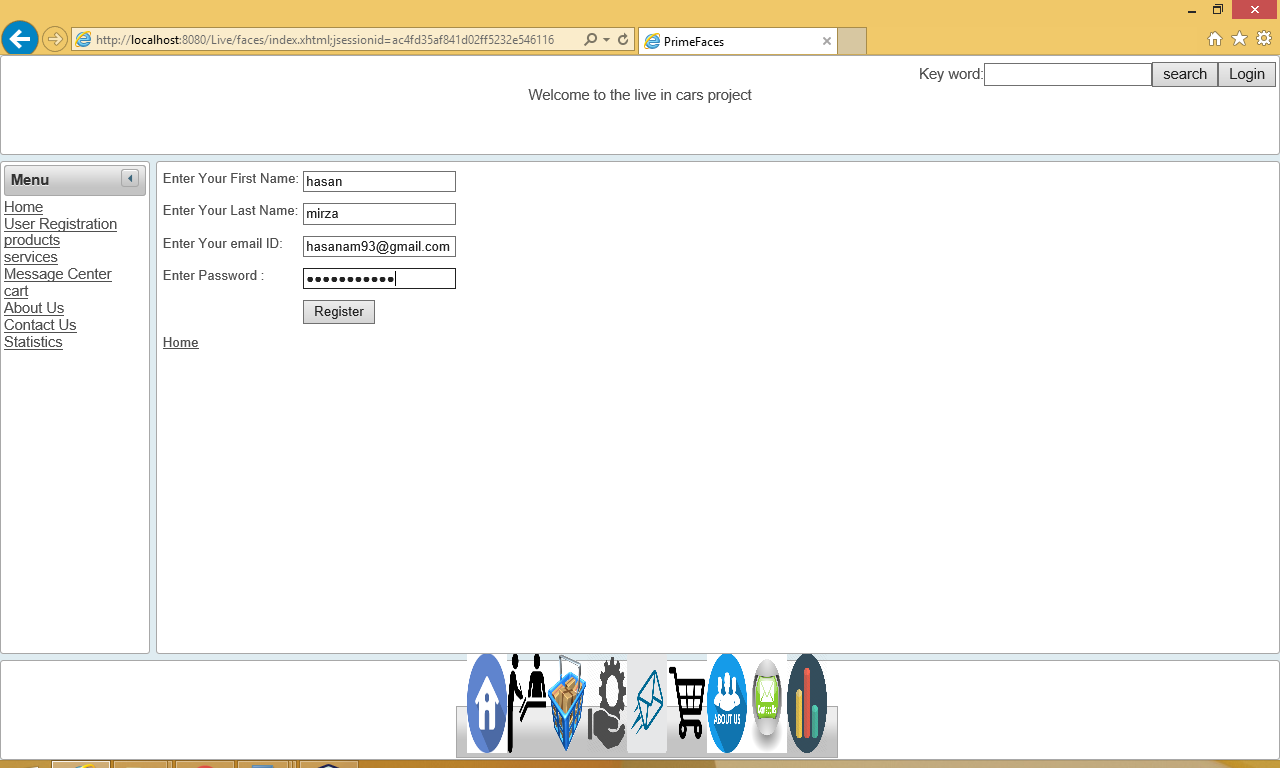 http://localhost:8080/Live/faces/index.xhtml;jsessionid=ac4fd35af841d02ff5232e546116
PrimeFaces
Key word:
search
Login
Welcome to the live in cars project
Menu
Home
User Registration
products
services
Message Center
cart
About Us
Contact Us
Statistics
Enter Your First Name: hasan
Enter Your Last Name: mirza
Enter Your email ID: hasanam93@gmail.com
Enter Password : ●●●●●●●●●●●
Register
Home
ABOUT US